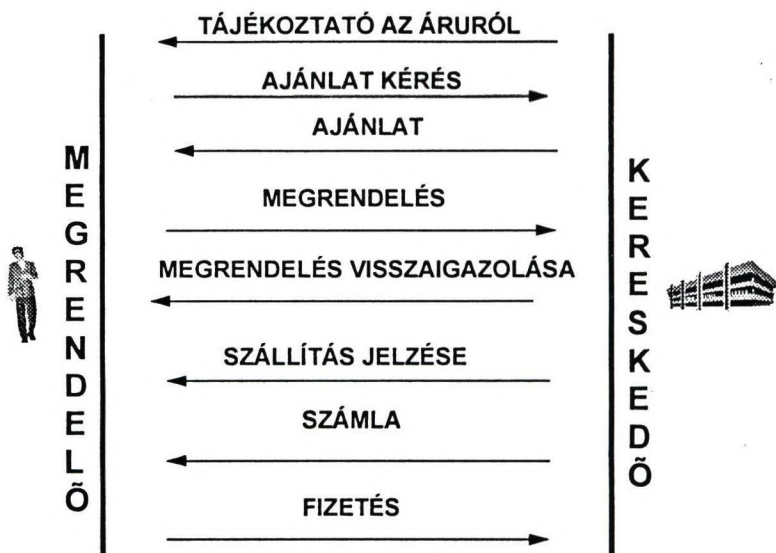 TÁJÉKOZTATÓ AZ ÁRURÓL
AJÁNLAT KÉRÉS
AJÁNLAT
MEGRENDELÉS
MEGRENDELÉS VISSZAIGAZOLÁSA
SZÁLLÍTÁS JELZÉSE
SZÁMLA
FIZETÉS
MEGRENDELÕ
KERESKEDÕ